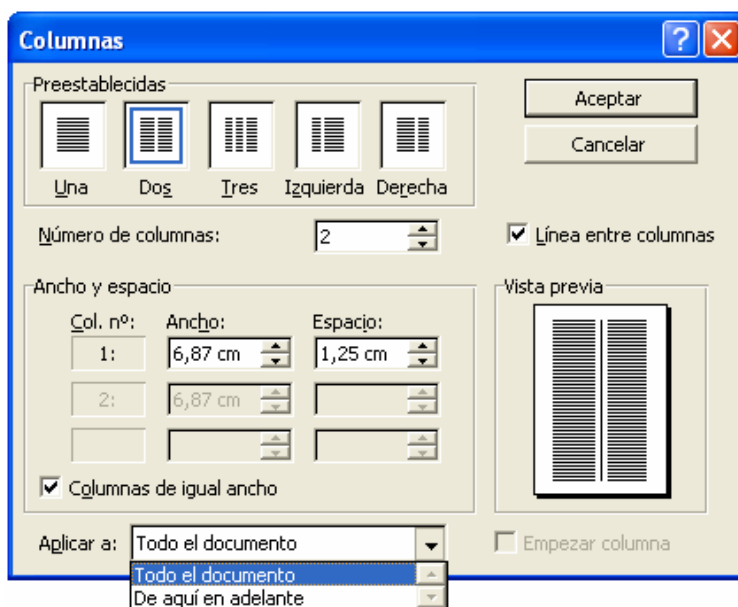 Columnas
Preestablecidas
Una Dos Tres Izquierda Derecha
Aceptar
Cancelar
Número de columnas: 2
Línea entre columnas
Ancho y espacio
Col. nº: Ancho: Espacio:
1: 6,87 cm 1,25 cm
2: 6,87 cm
Columnas de igual ancho
Vista previa
Aplicar a: Todo el documento
Empezar columna
Todo el documento
De aquí en adelante